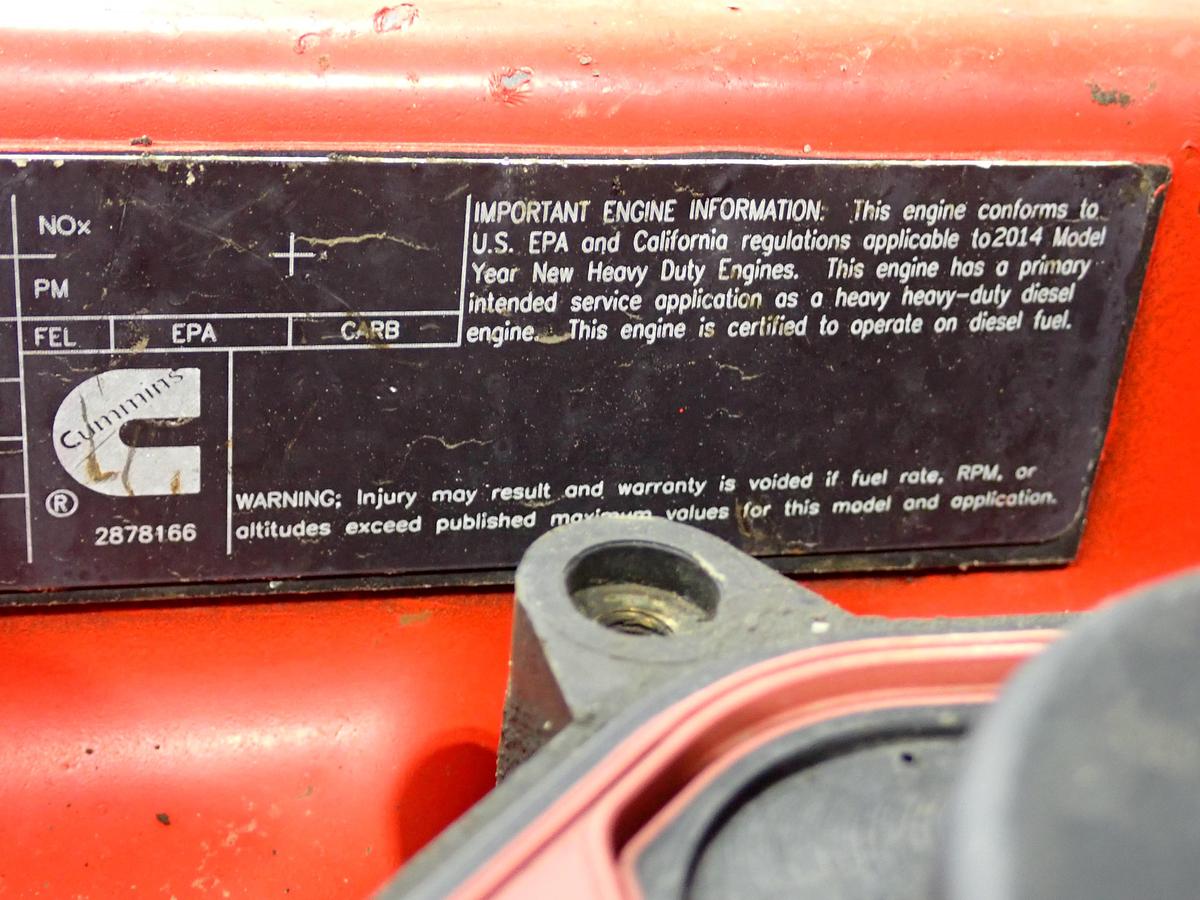 NOx
PM
FEL EPA CARB
IMPORTANT ENGINE INFORMATION: This engine conforms to
U.S. EPA and California regulations applicable to 2014 Model
Year New Heavy Duty Engines. This engine has a primary
intended service application as a heavy heavy-duty diesel
engine. This engine is certified to operate on diesel fuel.
Cummins
®
2878166
WARNING; Injury may result and warranty is voided if fuel rate, RPM, or
altitudes exceed published maximum values for this model and application.